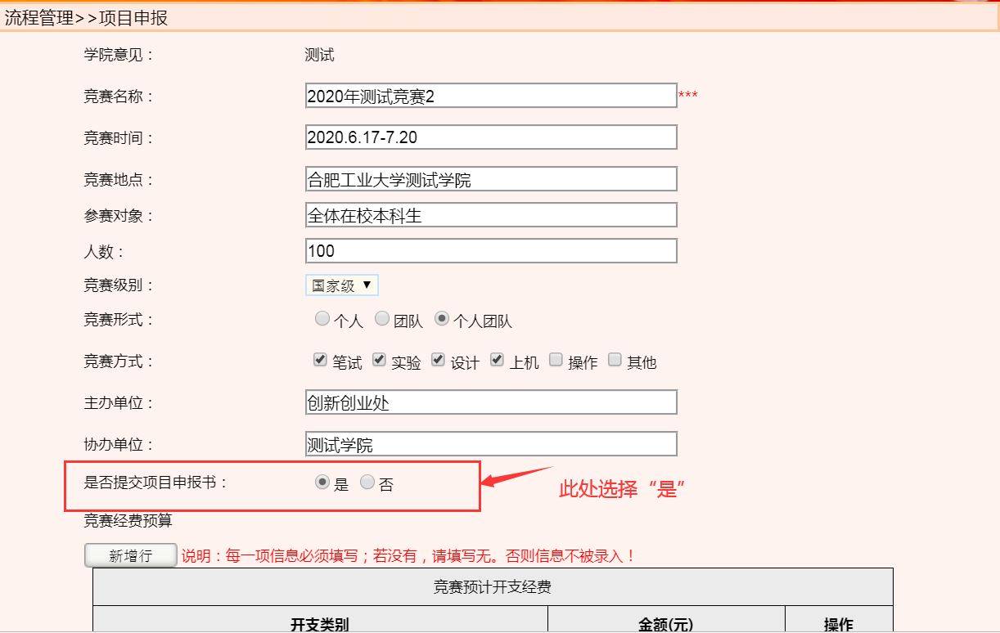 流程管理>>项目申报
学院意见： 测试
竞赛名称： 2020年测试竞赛2 ***
竞赛时间： 2020.6.17-7.20
竞赛地点： 合肥工业大学测试学院
参赛对象： 全体在校本科生
人数： 100
竞赛级别： 国家级 ▼
竞赛形式： 个人 团队 个人团队
竞赛方式： 笔试 实验 设计 上机 操作 其他
主办单位： 创新创业处
协办单位： 测试学院
是否提交项目申报书： 是 否 此处选择“是”
竞赛经费预算
新增行 说明：每一项信息必须填写；若没有，请填写无。否则信息不被录入！
竞赛预计开支经费
开支类别 金额(元) 操作